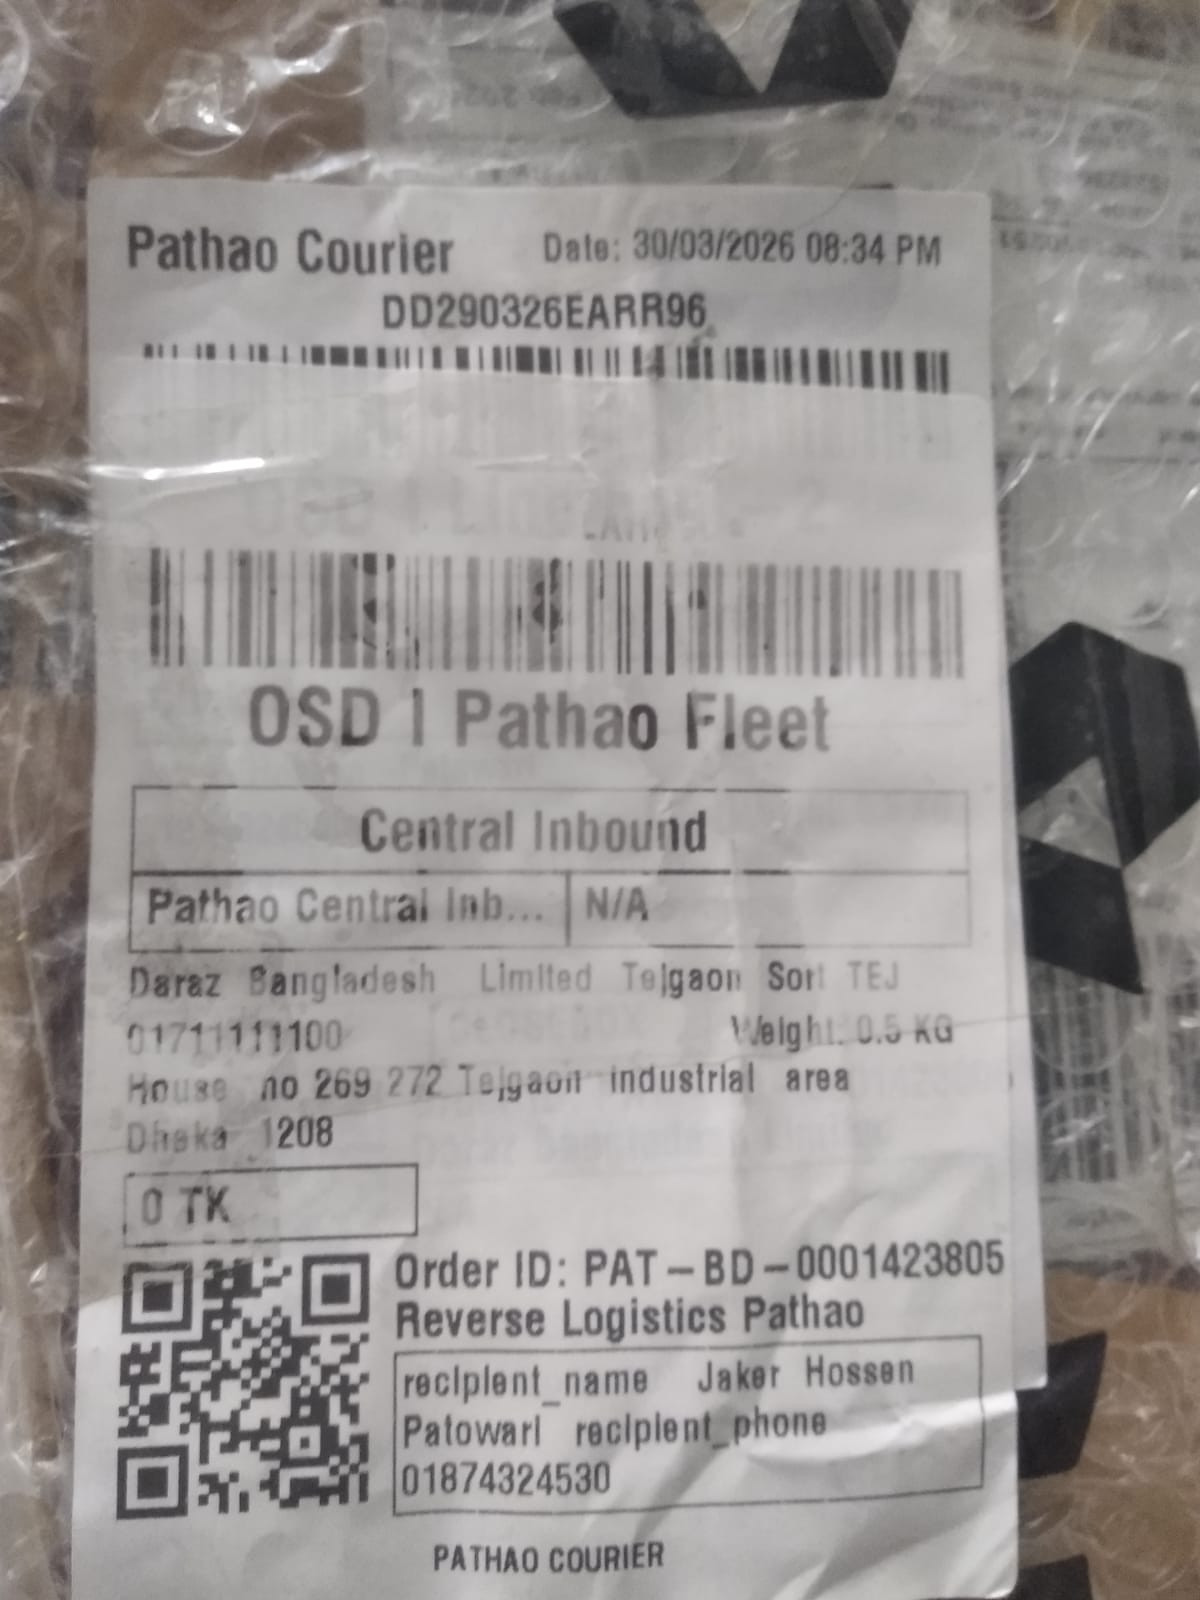 Pathao Courier Date: 30/03/2026 08:34 PM
DD290326EARR96
OSD 1 Pathao Fleet
Central Inbound
Pathao Central Inb... N/A
Daraz Bangladesh Limited Tejgaon Sort TEJ
01711111100 Weight: 0.5 KG
House no 269 272 Tejgaon industrial area
Dhaka 1208
0 TK
Order ID: PAT-BD-0001423805
Reverse Logistics Pathao
recipient_name Jaker Hossen
Patowari recipient_phone
01874324530
PATHAO COURIER